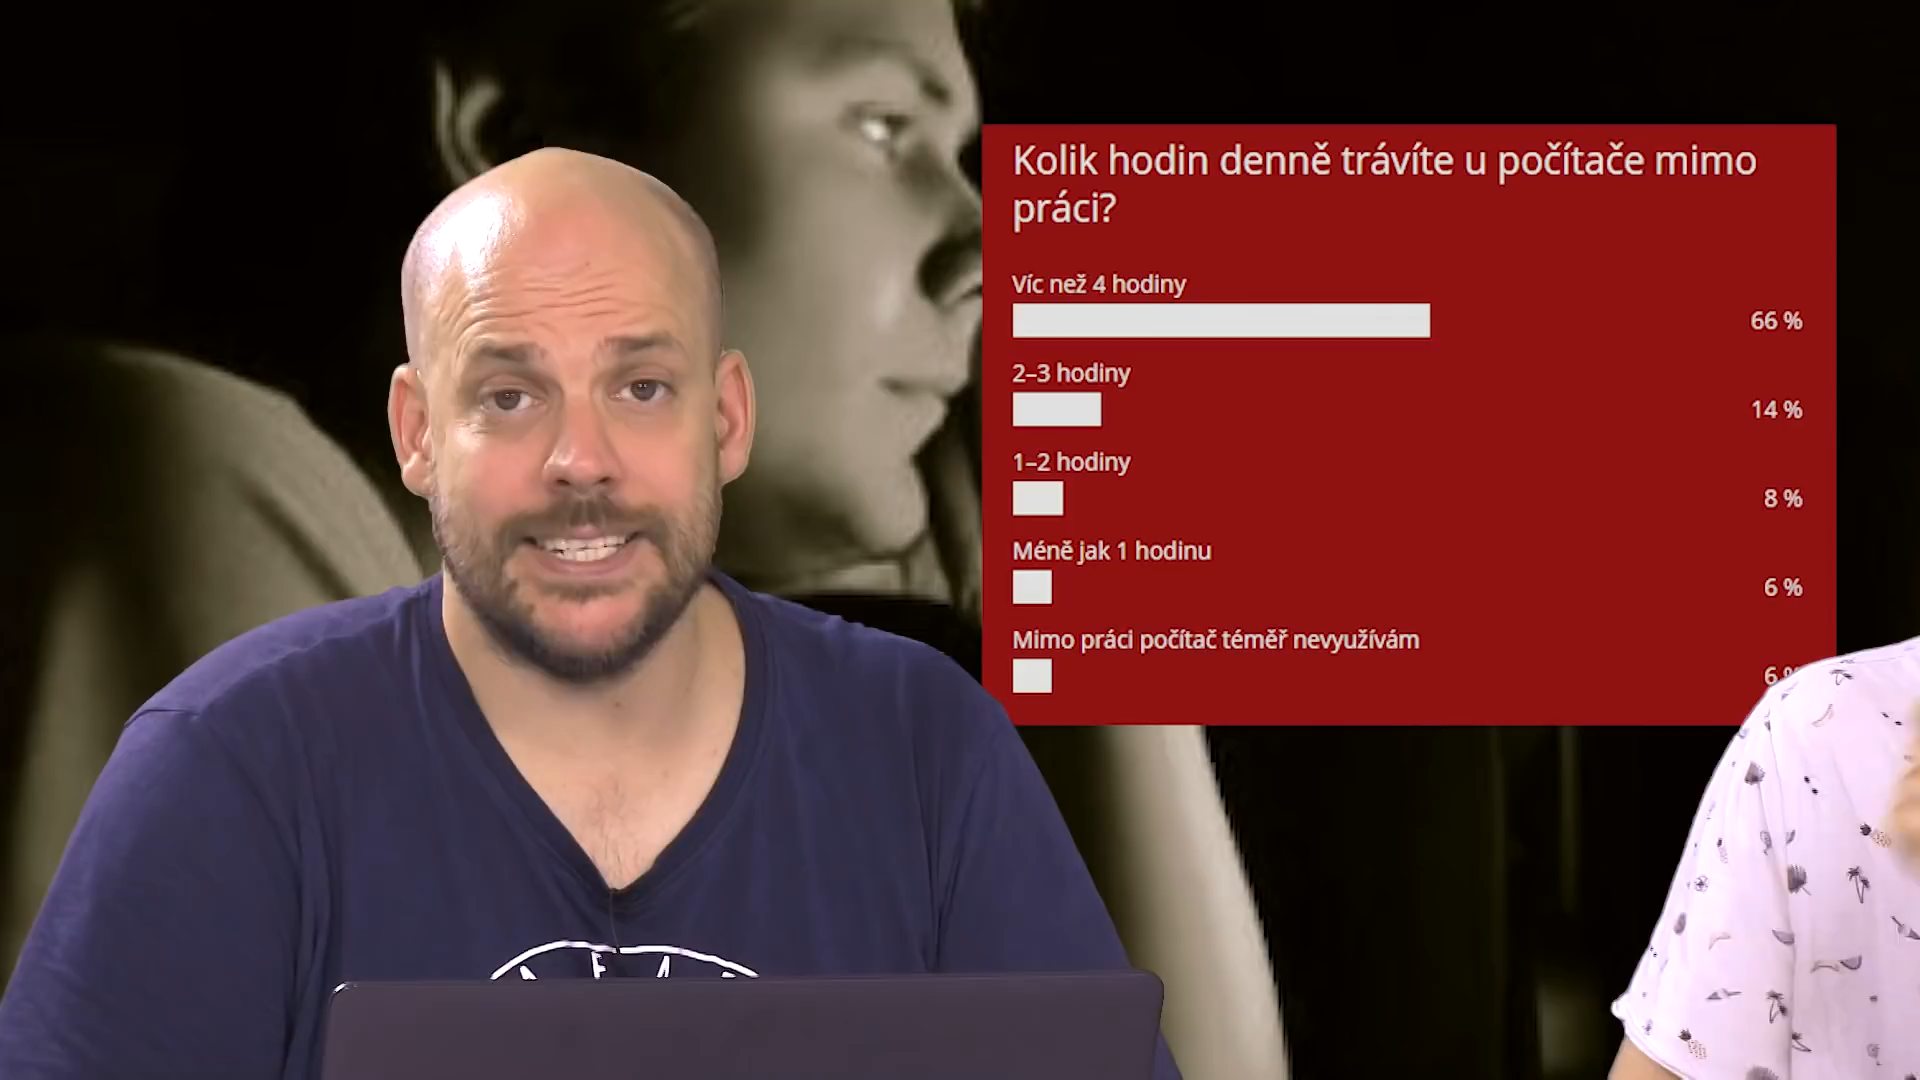 Kolik hodin denně trávíte u počítače mimo
práci?
Víc než 4 hodiny
66 %
2–3 hodiny
14 %
1–2 hodiny
8 %
Méně jak 1 hodinu
6 %
Mimo práci počítač téměř nevyužívám
6 %